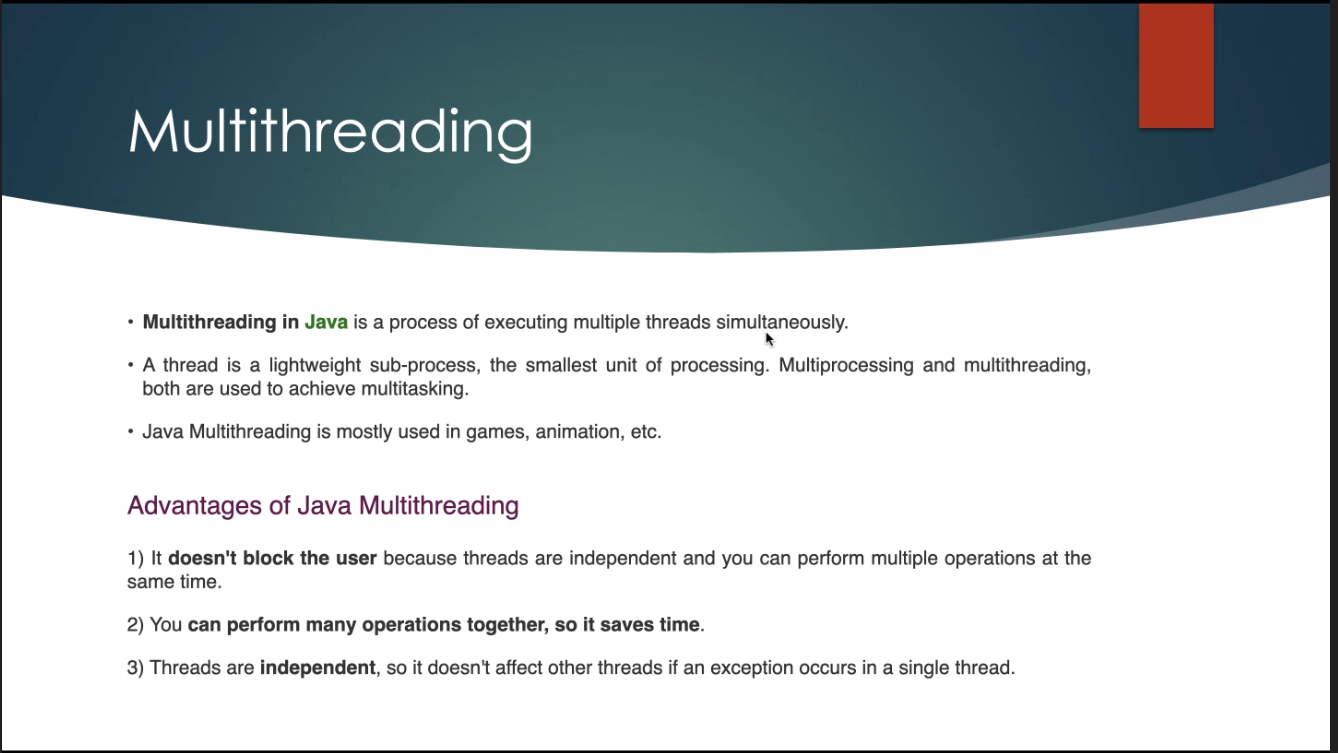 Multithreading
• Multithreading in Java is a process of executing multiple threads simultaneously.
• A thread is a lightweight sub-process, the smallest unit of processing. Multiprocessing and multithreading,
both are used to achieve multitasking.
• Java Multithreading is mostly used in games, animation, etc.
Advantages of Java Multithreading
1) It doesn't block the user because threads are independent and you can perform multiple operations at the
same time.
2) You can perform many operations together, so it saves time.
3) Threads are independent, so it doesn't affect other threads if an exception occurs in a single thread.